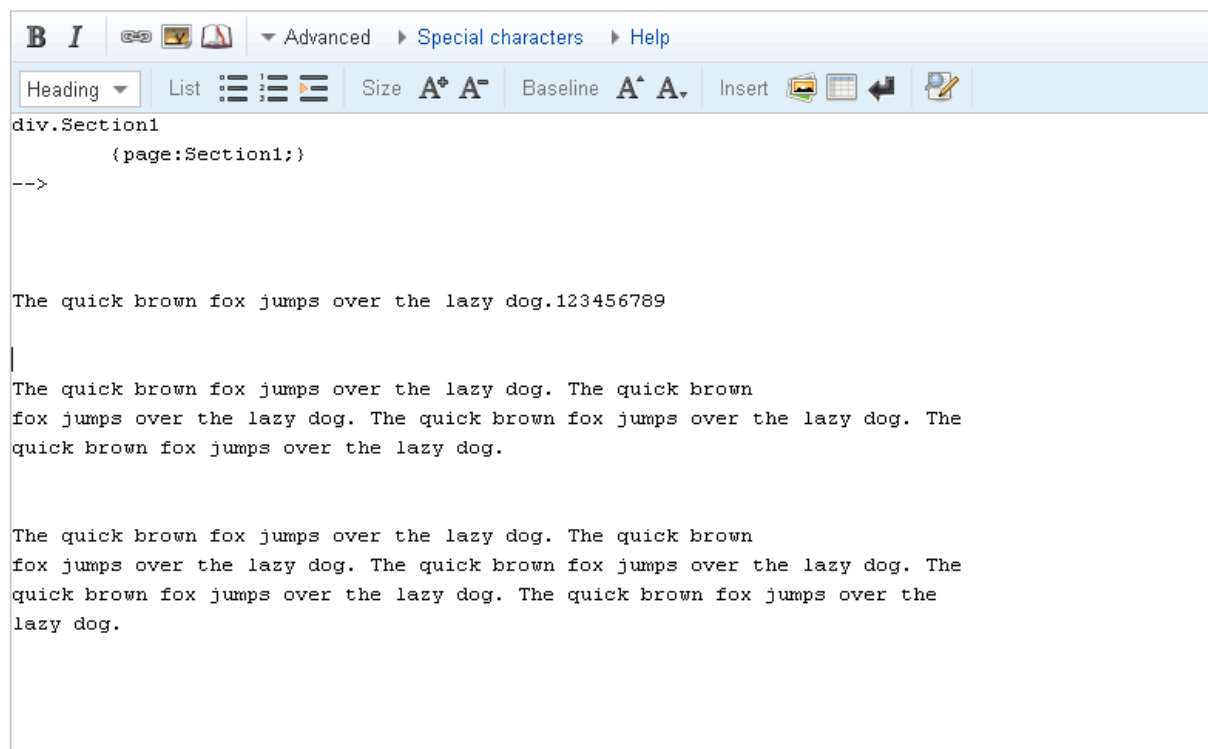 B I Advanced Special characters Help
Heading List Size A A Baseline A A Insert
div.Section1
{page:Section1;}
-->
The quick brown fox jumps over the lazy dog.123456789
The quick brown fox jumps over the lazy dog. The quick brown
fox jumps over the lazy dog. The quick brown fox jumps over the lazy dog. The
quick brown fox jumps over the lazy dog.
The quick brown fox jumps over the lazy dog. The quick brown
fox jumps over the lazy dog. The quick brown fox jumps over the lazy dog. The
quick brown fox jumps over the lazy dog. The quick brown fox jumps over the
lazy dog.